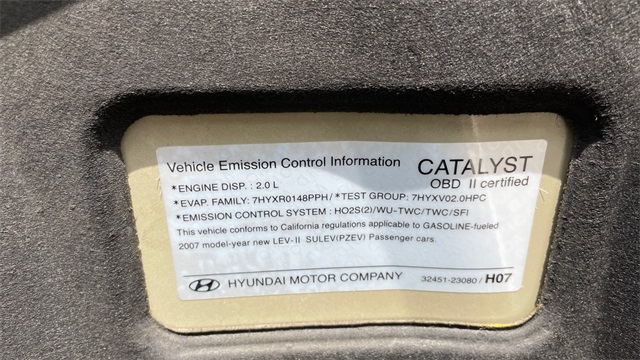 Vehicle Emission Control Information CATALYST
OBD II certified
*ENGINE DISP. : 2.0 L
*EVAP. FAMILY: 7HYXR0148PPH/*TEST GROUP: 7HYXV02.0HPC
*EMISSION CONTROL SYSTEM : HO2S(2)/WU-TWC/TWC/SFI
This vehicle conforms to California regulations applicable to GASOLINE-fueled
2007 model-year new LEV-II SULEV(PZEV) Passenger cars.
HYUNDAI MOTOR COMPANY 32451-23080 / H07